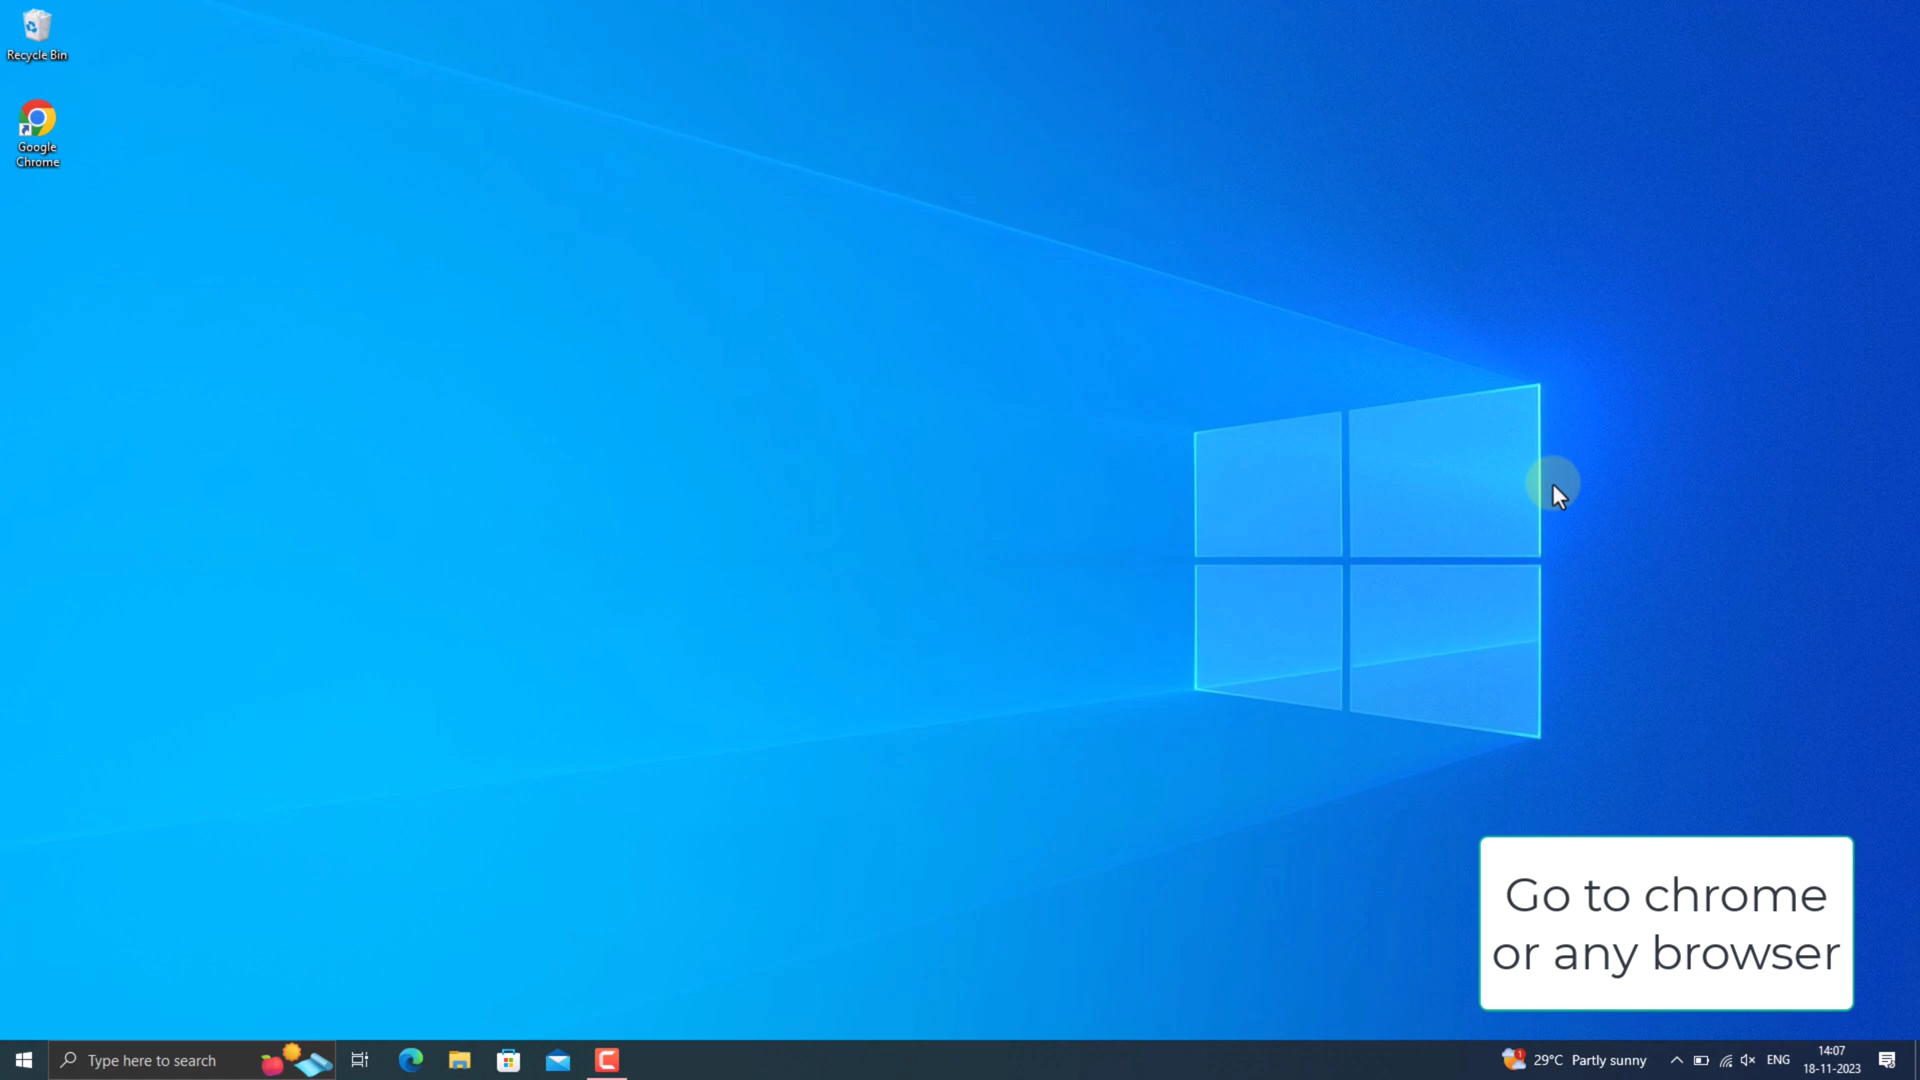 Recycle Bin
Google
Chrome
Go to chrome
or any browser
Type here to search
1
29°C Partly sunny
ENG
14:07
18-11-2023